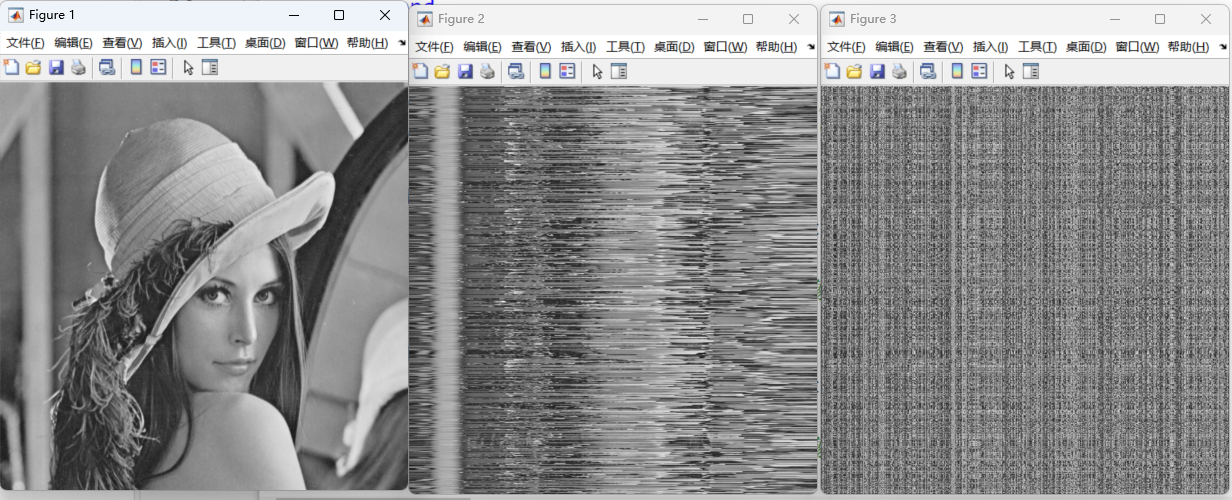 Figure 1
文件(F) 编辑(E) 查看(V) 插入(I) 工具(T) 桌面(D) 窗口(W) 帮助(H)
Figure 2
文件(F) 编辑(E) 查看(V) 插入(I) 工具(T) 桌面(D) 窗口(W) 帮助(H)
Figure 3
文件(F) 编辑(E) 查看(V) 插入(I) 工具(T) 桌面(D) 窗口(W) 帮助(H)